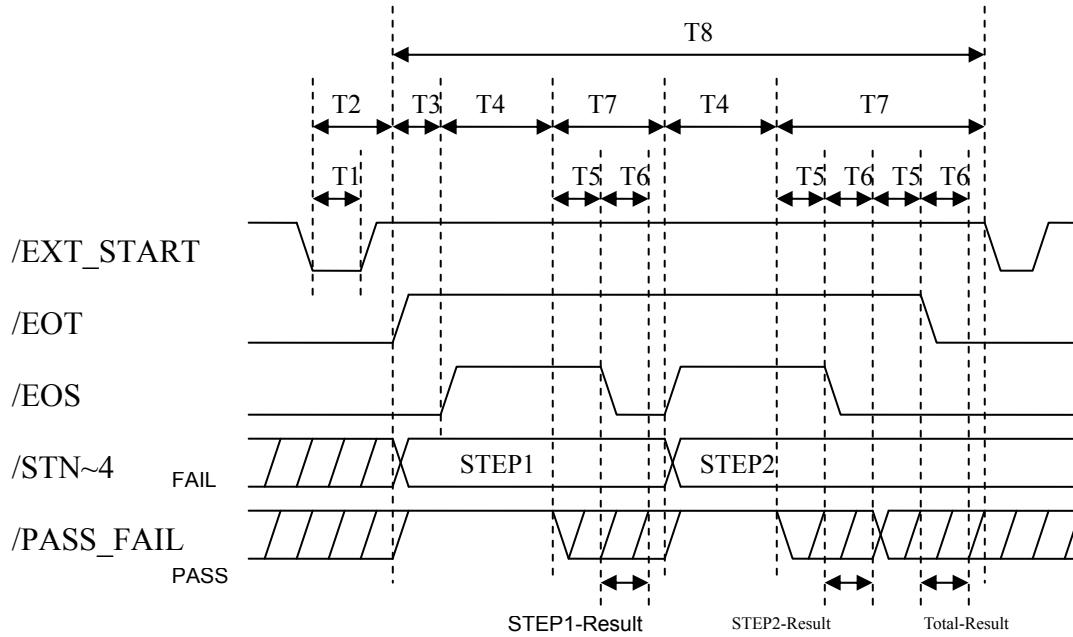 T8
T2 T3 T4 T7 T4 T7
T1 T5 T6 T5 T6 T5 T6
/EXT_START
/EOT
/EOS
/STN~4 FAIL STEP1 STEP2
/PASS_FAIL
PASS
STEP1-Result STEP2-Result Total-Result